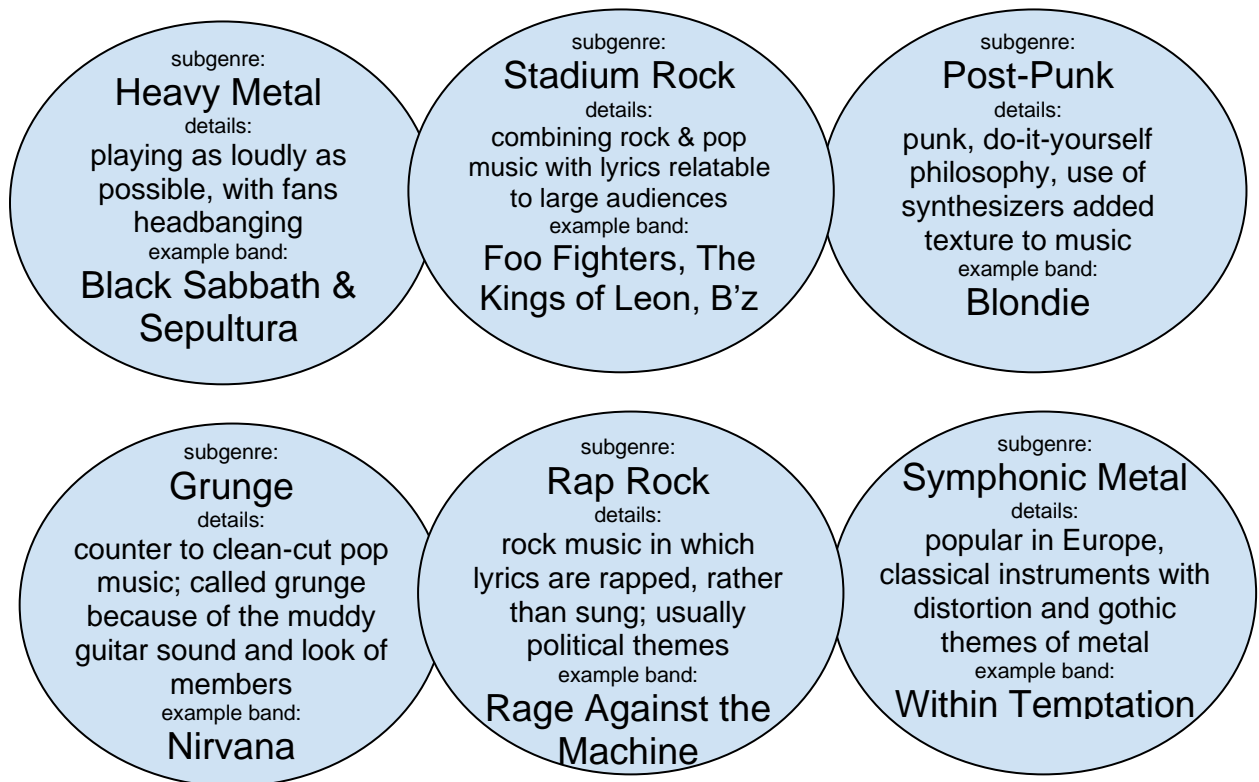 subgenre:
Heavy Metal
details:
playing as loudly as
possible, with fans
headbanging
example band:
Black Sabbath &
Sepultura
subgenre:
Stadium Rock
details:
combining rock & pop
music with lyrics relatable
to large audiences
example band:
Foo Fighters, The
Kings of Leon, B’z
subgenre:
Post-Punk
details:
punk, do-it-yourself
philosophy, use of
synthesizers added
texture to music
example band:
Blondie
subgenre:
Grunge
details:
counter to clean-cut pop
music; called grunge
because of the muddy
guitar sound and look of
members
example band:
Nirvana
subgenre:
Rap Rock
details:
rock music in which
lyrics are rapped, rather
than sung; usually
political themes
example band:
Rage Against the
Machine
subgenre:
Symphonic Metal
details:
popular in Europe,
classical instruments with
distortion and gothic
themes of metal
example band:
Within Temptation